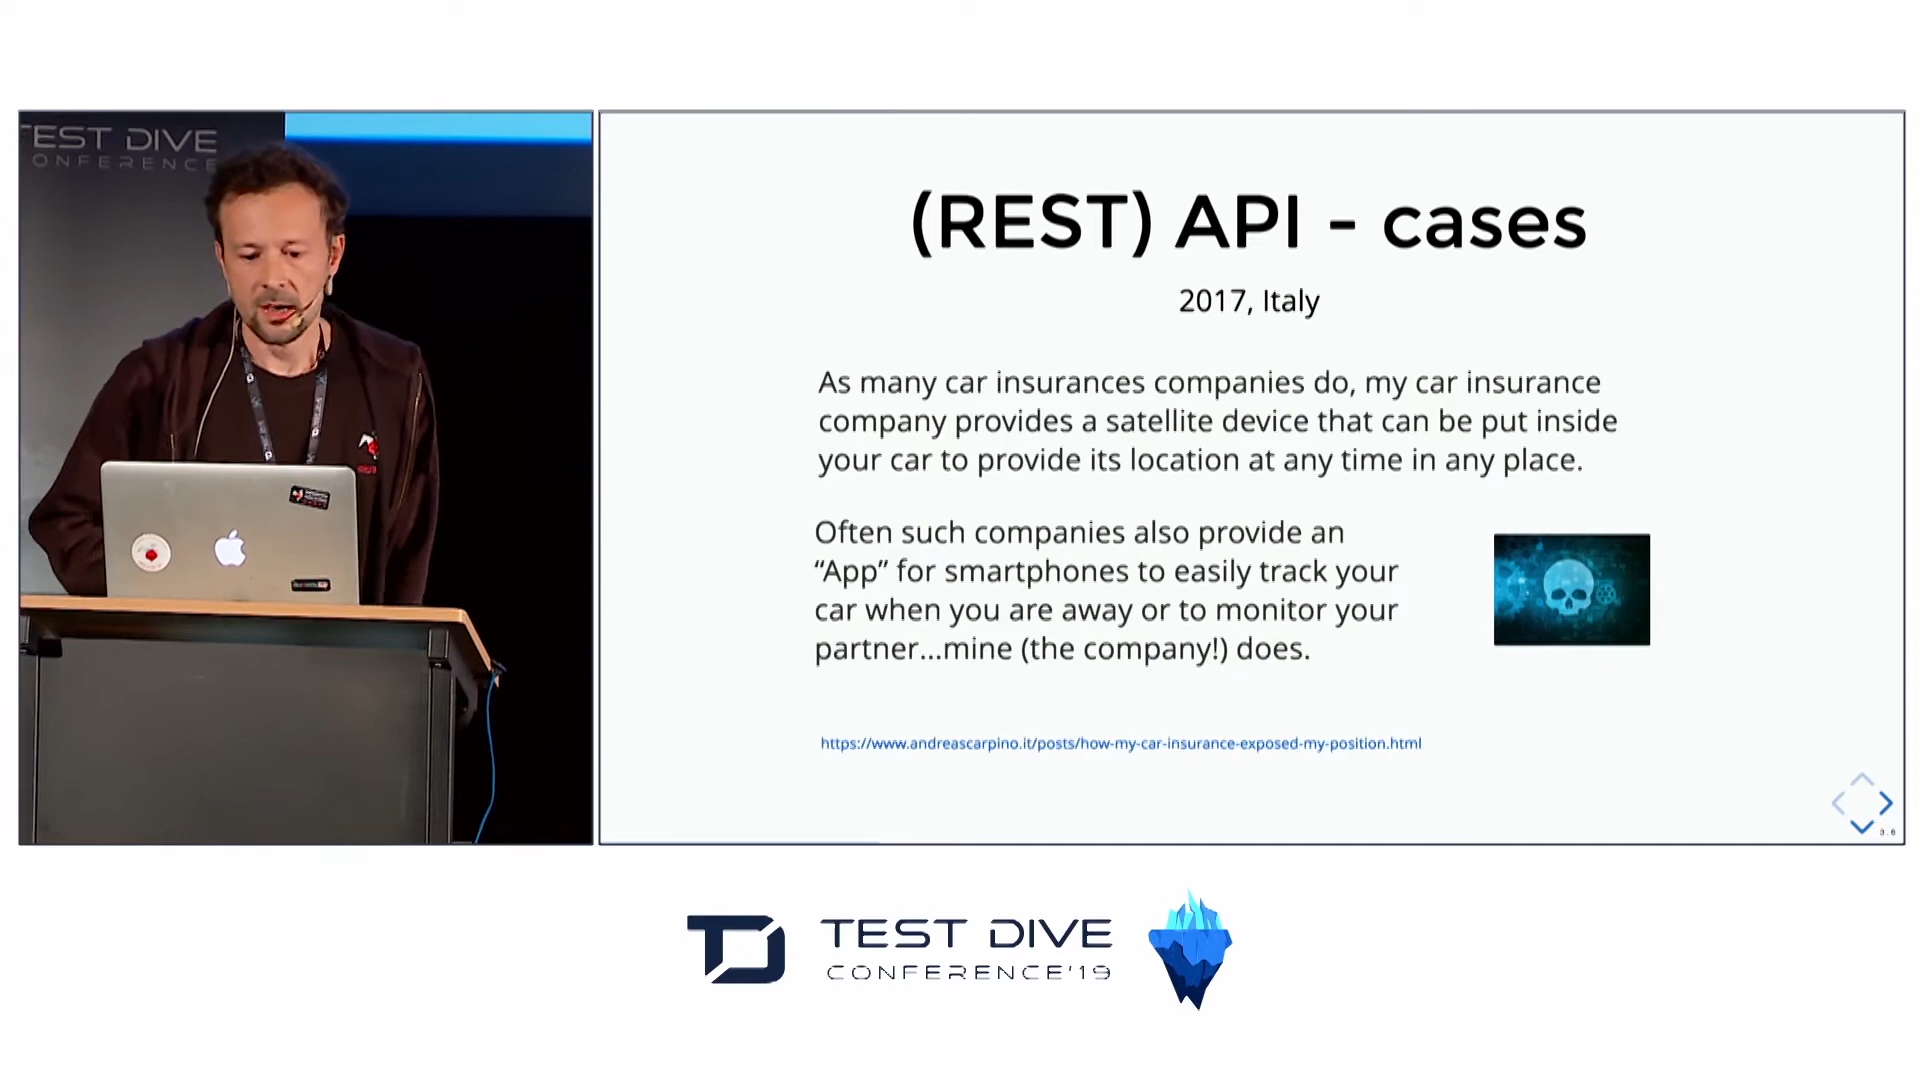 EST DIVE
ONFERENCE
(REST) API - cases
2017, Italy
As many car insurances companies do, my car insurance
company provides a satellite device that can be put inside
your car to provide its location at any time in any place.
Often such companies also provide an
“App” for smartphones to easily track your
car when you are away or to monitor your
partner...mine (the company!) does.
https://www.andreascarpino.it/posts/how-my-car-insurance-exposed-my-position.html
3.6
TEST DIVE
CONFERENCE'19